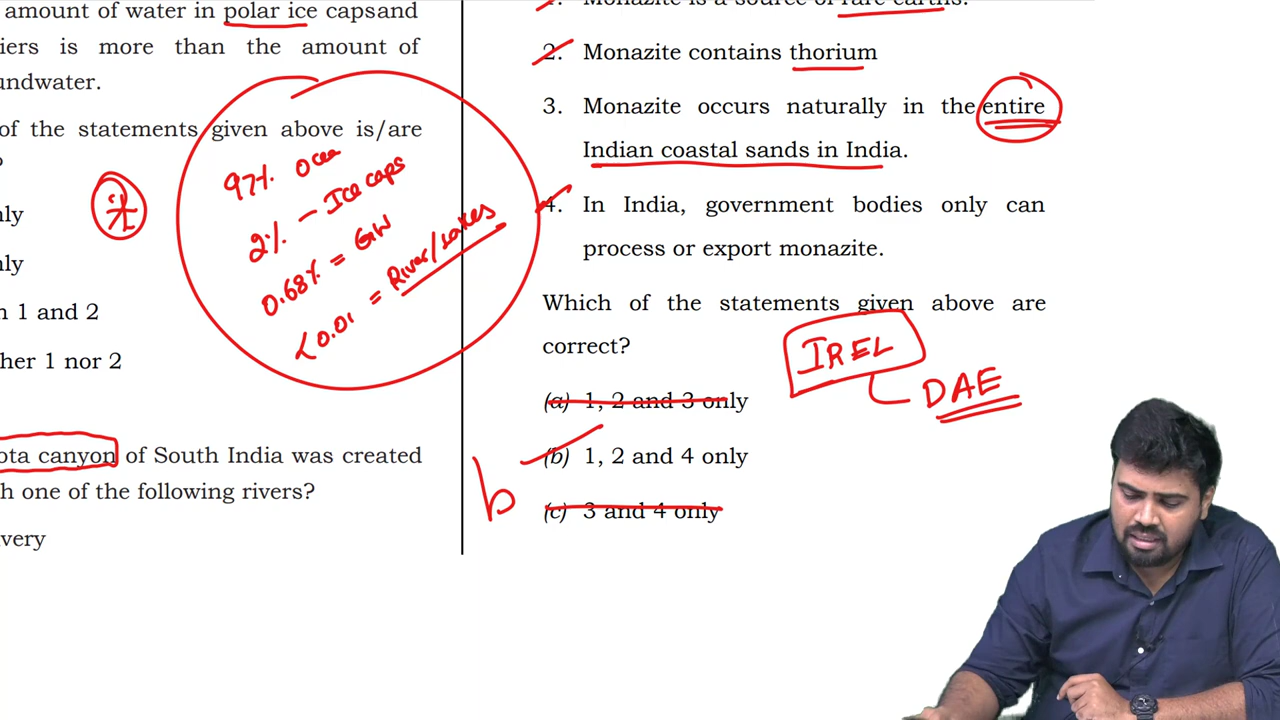 amount of water in polar ice capsand
iers is more than the amount of
undwater.
of the statements given above is/are
?
nly
nly
n 1 and 2
her 1 nor 2
97% Ocea
2% – Ice caps
0.68% = GW
<0.01 = River/Lakes
ota canyon of South India was created
h one of the following rivers?
very
1. Monazite is a source of rare earths.
2. Monazite contains thorium
3. Monazite occurs naturally in the entire
Indian coastal sands in India.
4. In India, government bodies only can
process or export monazite.
Which of the statements given above are
correct?
IREL
DAE
(a) 1, 2 and 3 only
(b) 1, 2 and 4 only
b
(c) 3 and 4 only